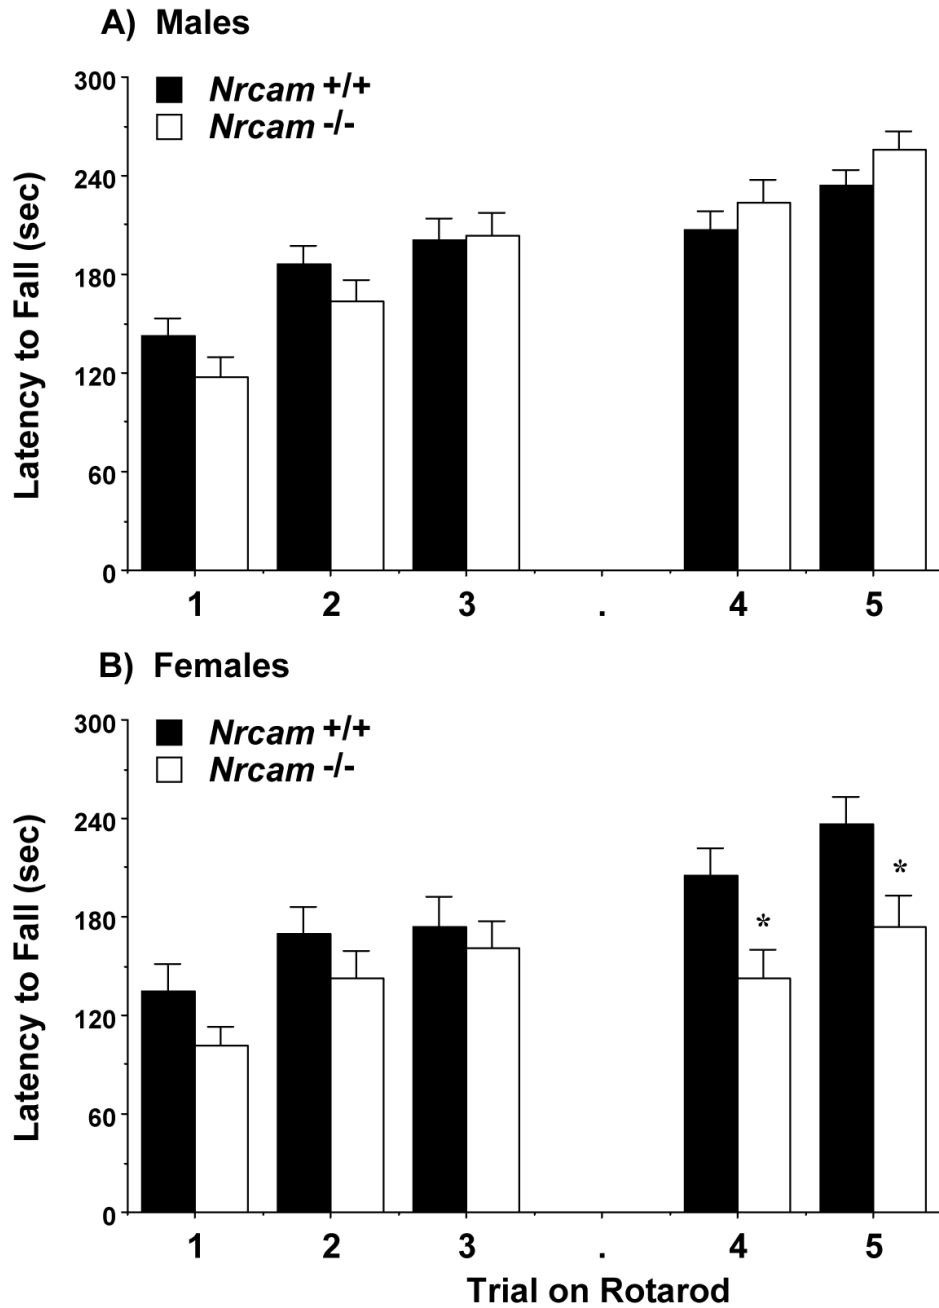 A) Males
Nrcam +/+
Nrcam -/-
Latency to Fall (sec)
300
240
180
120
60
0
1 2 3 . 4 5
B) Females
Nrcam +/+
Nrcam -/-
Latency to Fall (sec)
300
240
180
120
60
0
*
*
1 2 3 . 4 5
Trial on Rotarod